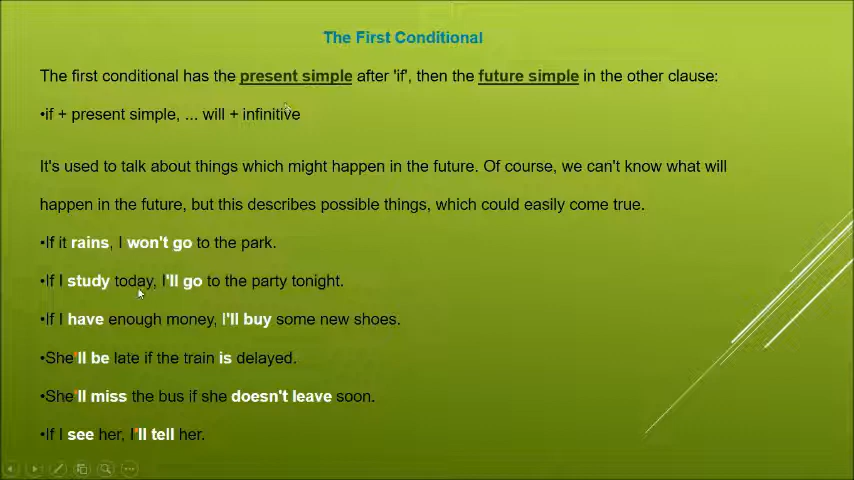 The First Conditional
The first conditional has the present simple after 'if', then the future simple in the other clause:
•if + present simple, ... will + infinitive
It's used to talk about things which might happen in the future. Of course, we can't know what will
happen in the future, but this describes possible things, which could easily come true.
•If it rains, I won't go to the park.
•If I study today, I'll go to the party tonight.
•If I have enough money, I'll buy some new shoes.
•She'll be late if the train is delayed.
•She'll miss the bus if she doesn't leave soon.
•If I see her, I'll tell her.